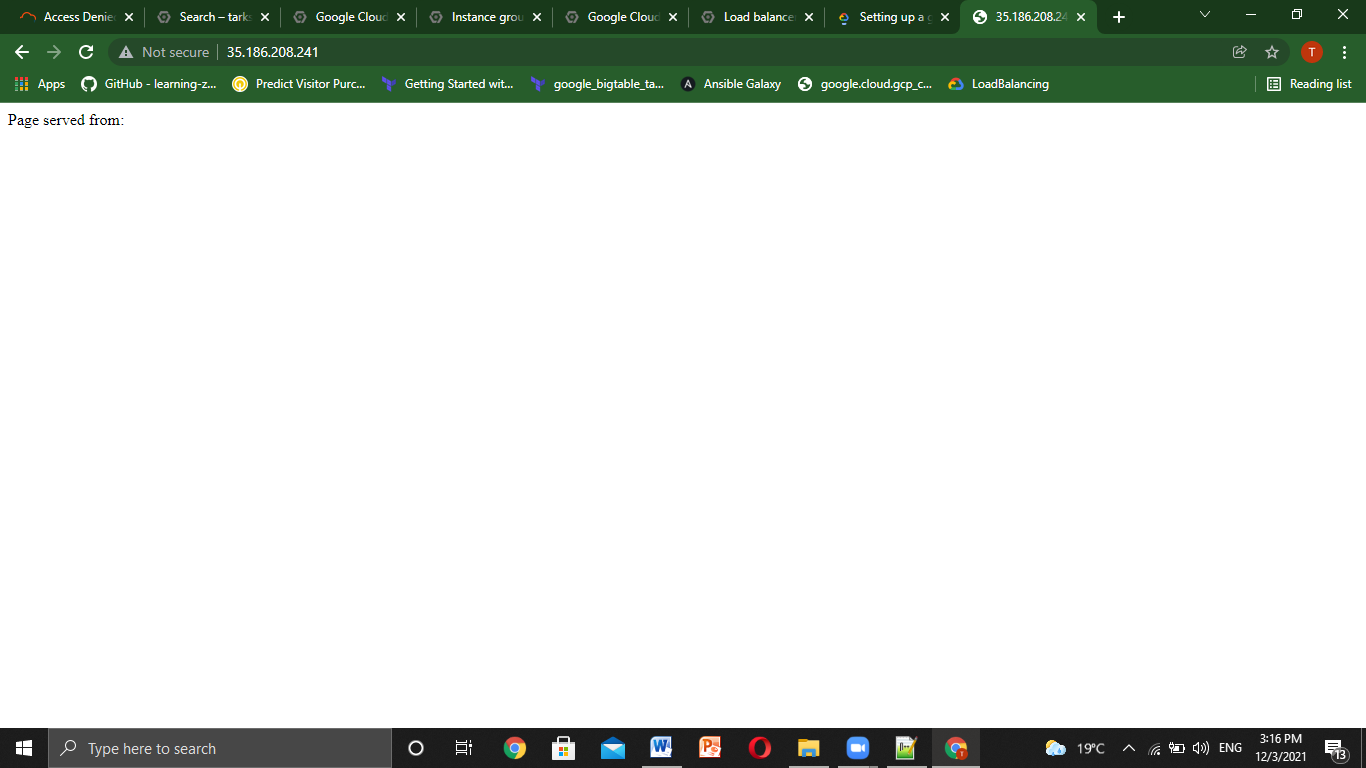 Access Denie
Search – tarks
Google Cloud
Instance grou
Google Cloud
Load balance
Setting up a g
35.186.208.24
Not secure
35.186.208.241
T
Apps
GitHub - learning-z...
Predict Visitor Purc...
Getting Started wit...
google_bigtable_ta...
A
Ansible Galaxy
google.cloud.gcp_c...
LoadBalancing
Reading list
Page served from:
Type here to search
19°C
ENG
3:16 PM
12/3/2021
13